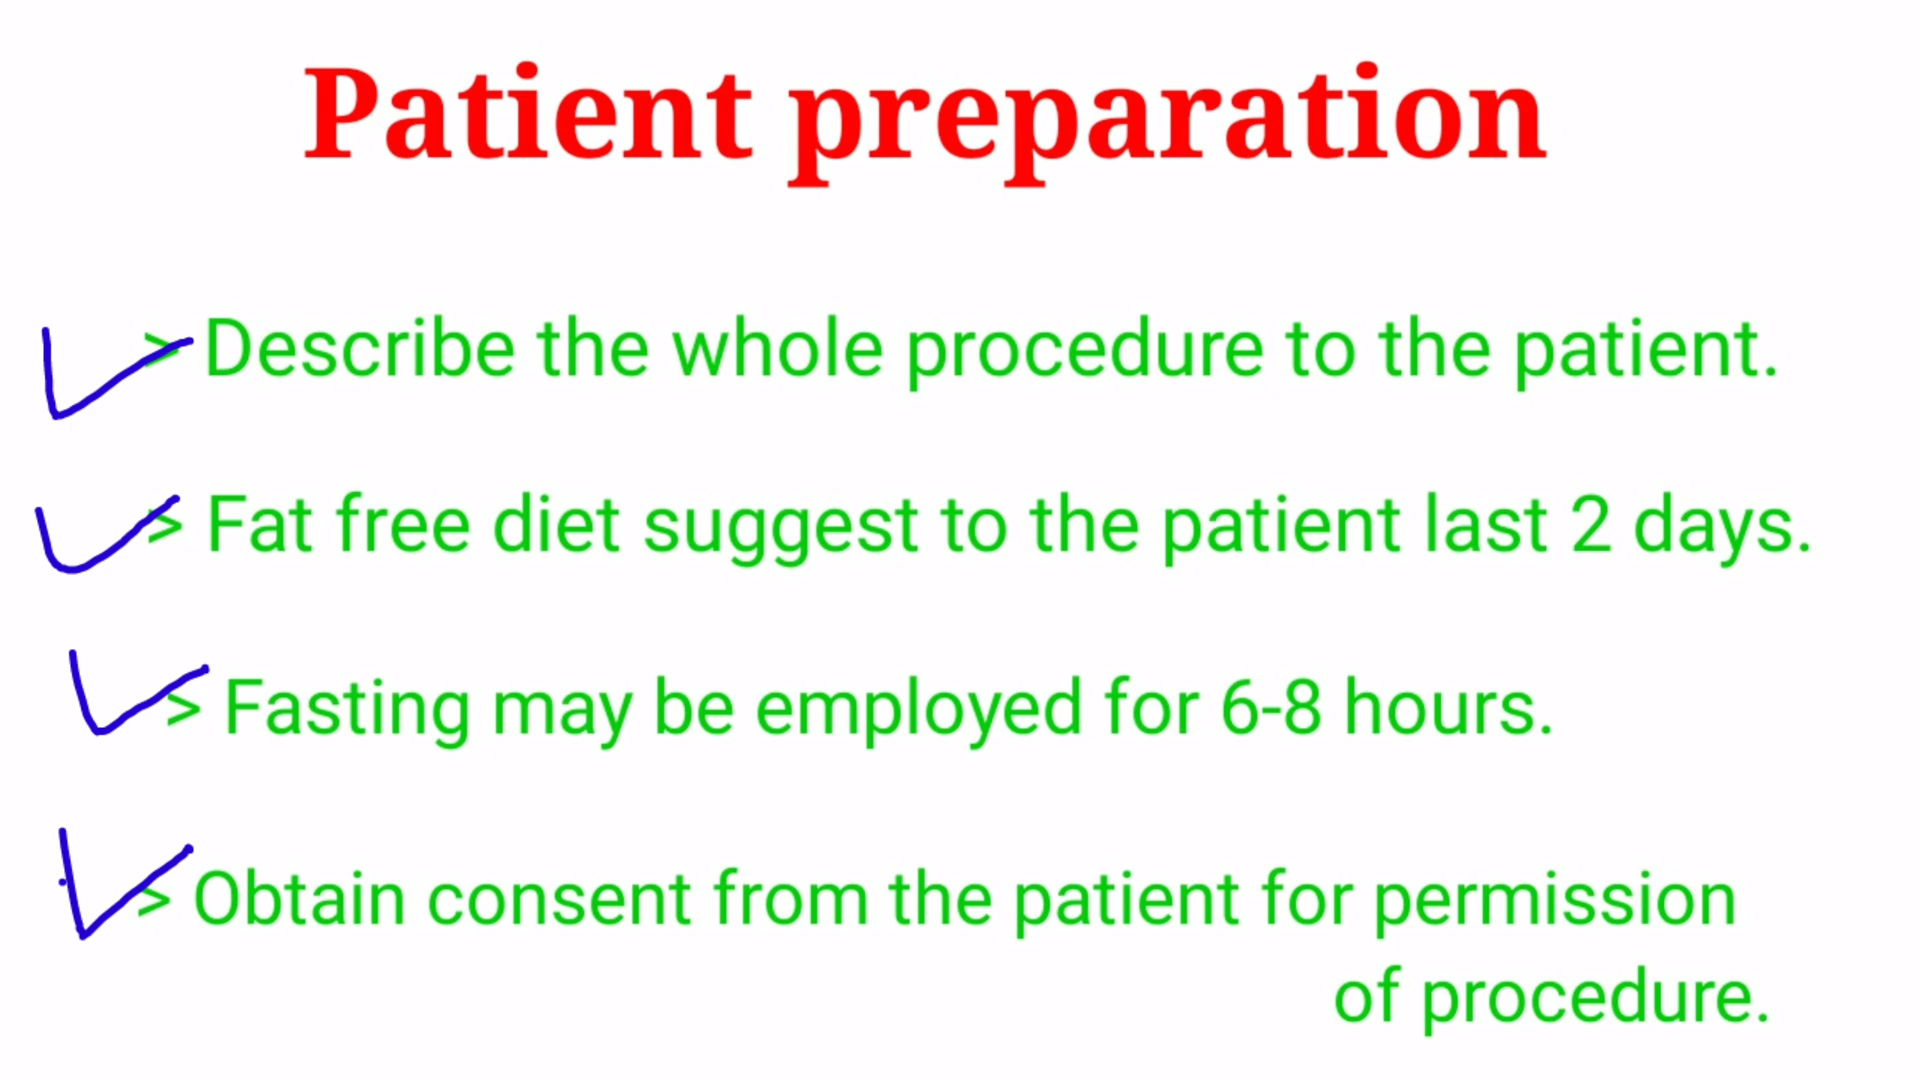 Patient preparation
> Describe the whole procedure to the patient.
> Fat free diet suggest to the patient last 2 days.
> Fasting may be employed for 6-8 hours.
> Obtain consent from the patient for permission
of procedure.